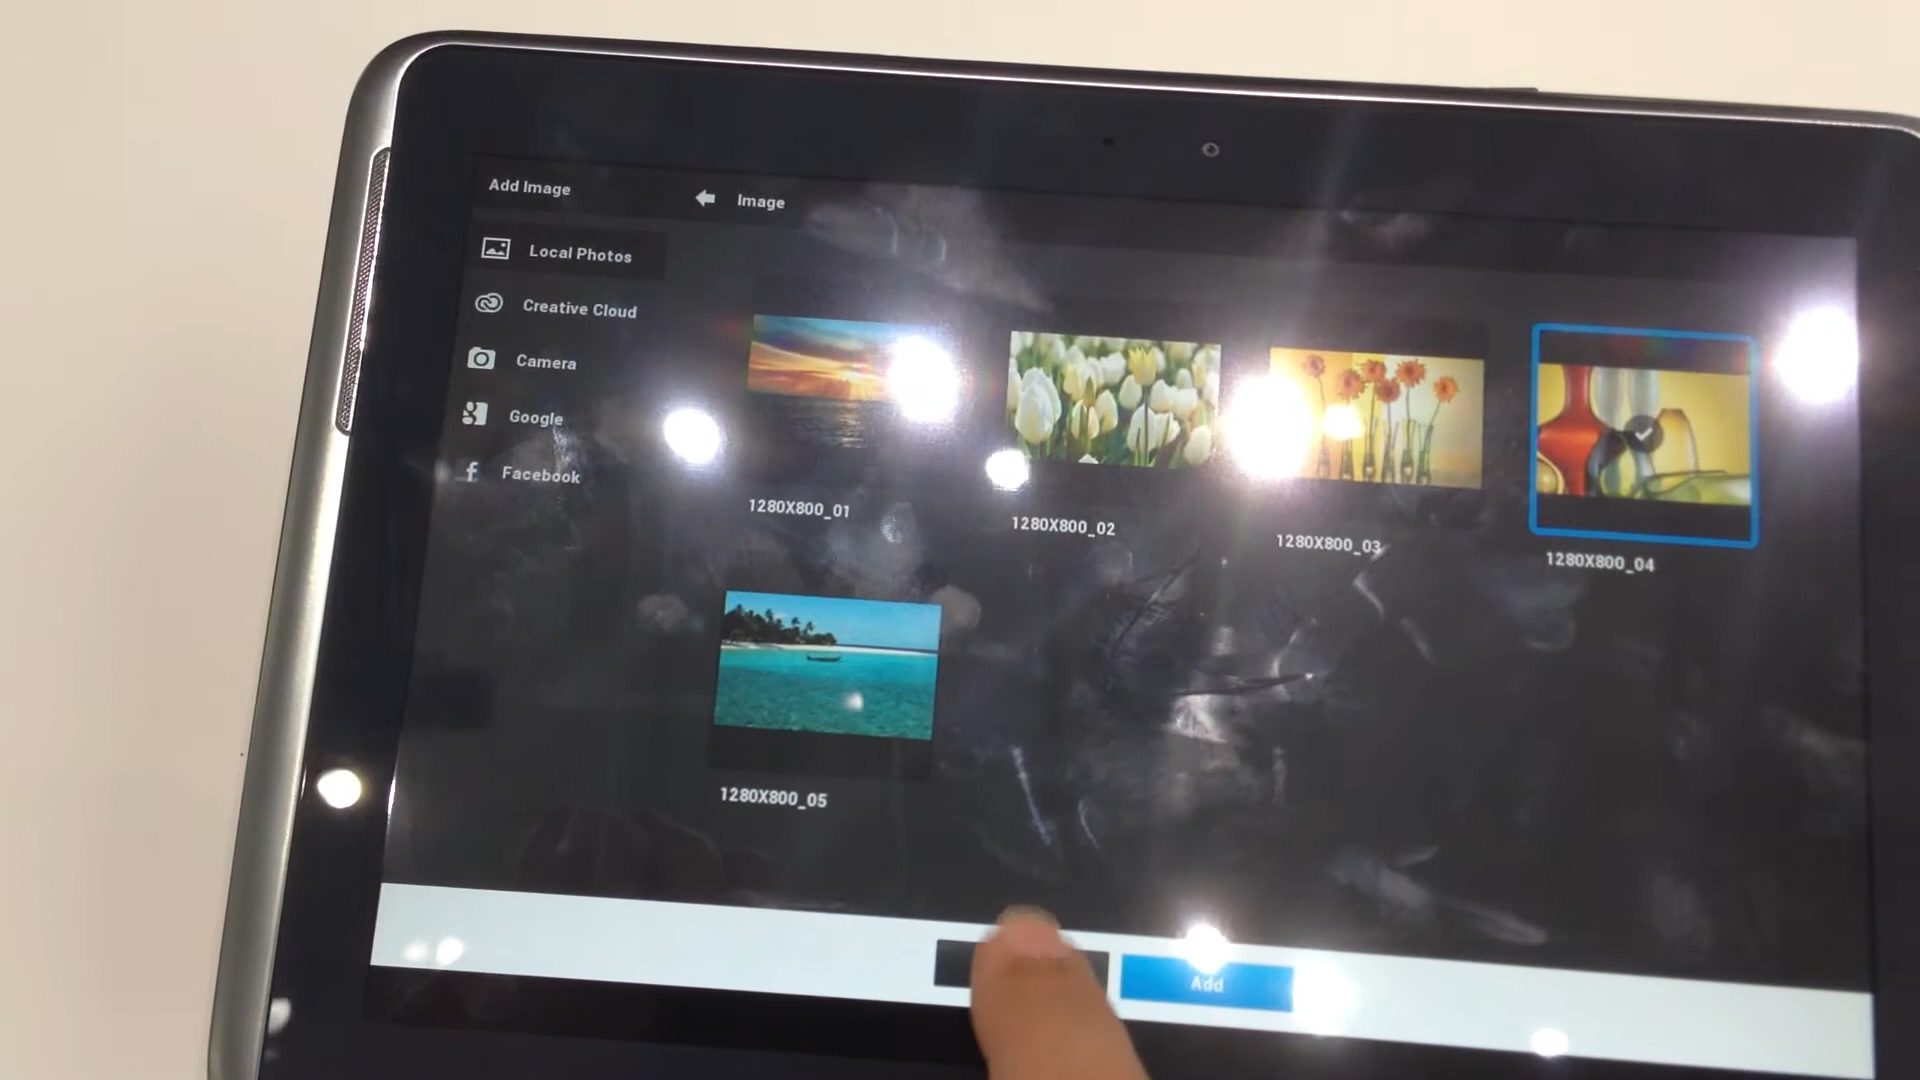 Add Image
Image
Local Photos
Creative Cloud
Camera
Google
Facebook
1280X800_01
1280X800_02
1280X800_03
1280X800_04
1280X800_05
Add